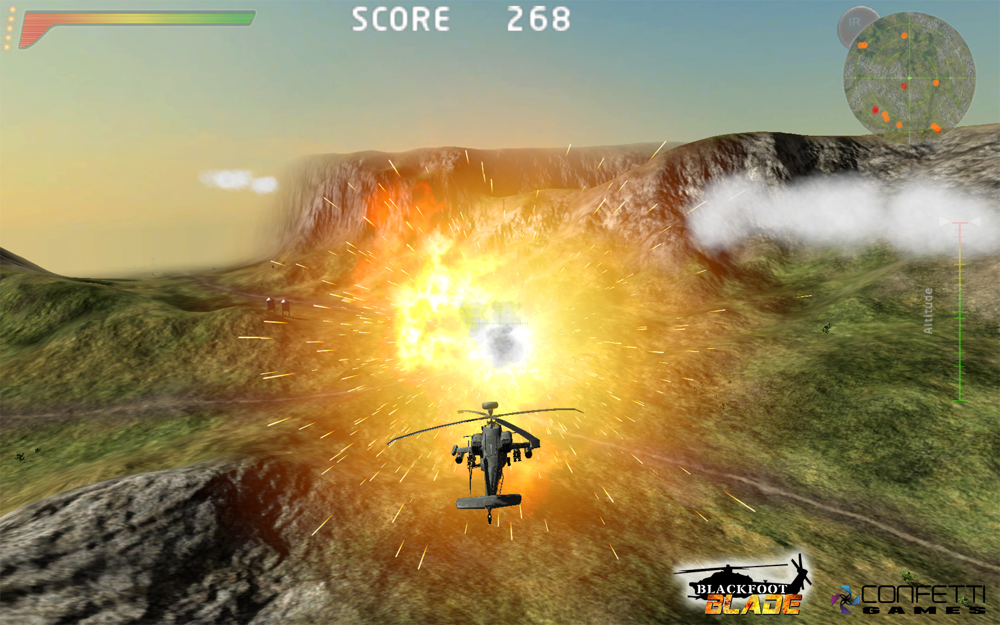 SCORE 268
IR
Altitude
BLACKFOOT
BLADE
CONFETTI
GAMES